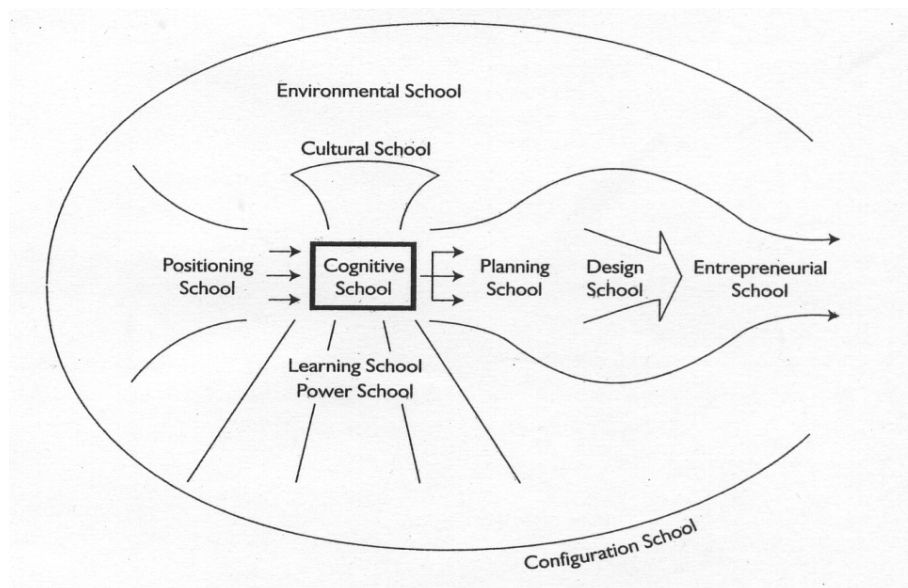 Environmental School
Cultural School
Positioning
School
Cognitive
School
Planning
School
Design
School
Entrepreneurial
School
Learning School
Power School
Configuration School